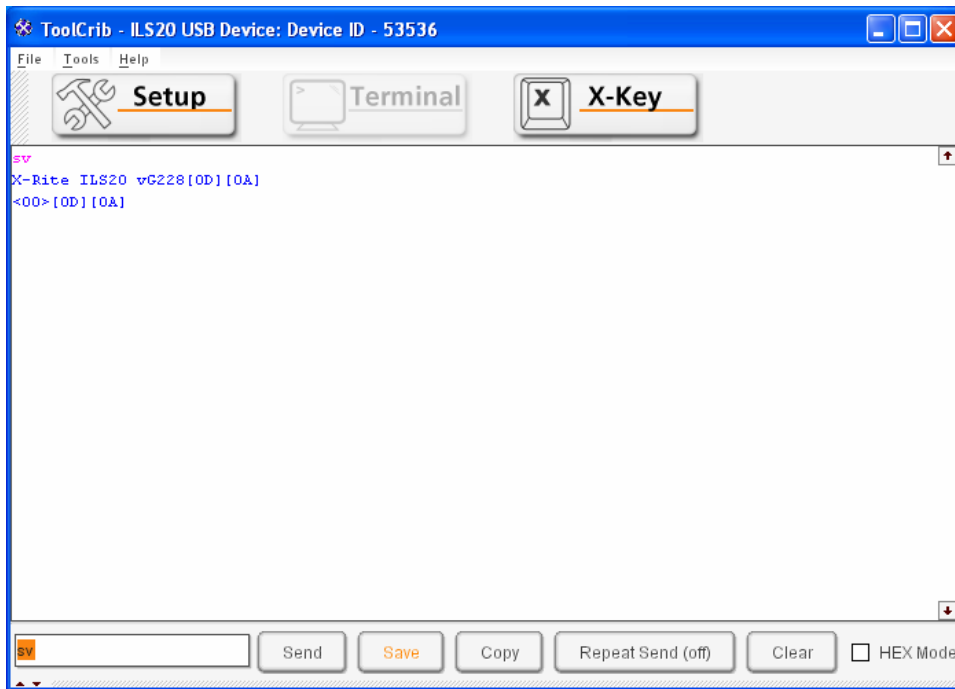 ToolCrib - ILS20 USB Device: Device ID - 53536
File Tools Help
Setup Terminal X X-Key
sv
X-Rite ILS20 vG228[0D][0A]
<00>[0D][0A]
sv Send Save Copy Repeat Send (off) Clear HEX Mode